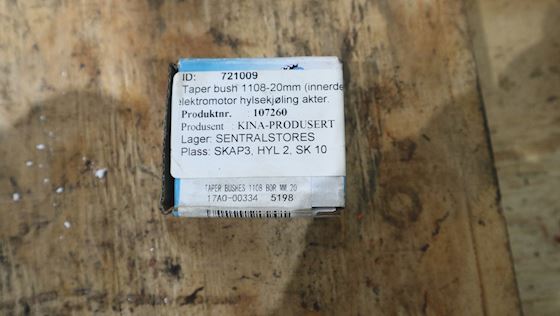 ID: 721009
Taper bush 1108-20mm (innerde
elektromotor hylsekjøling akter.
Produktnr. 107260
Produsent : KINA-PRODUSERT
Lager: SENTRALSTORES
Plass: SKAP3, HYL 2, SK 10
TAPER BUSHES 1108 BOR MM 20
17A0-00334 5198